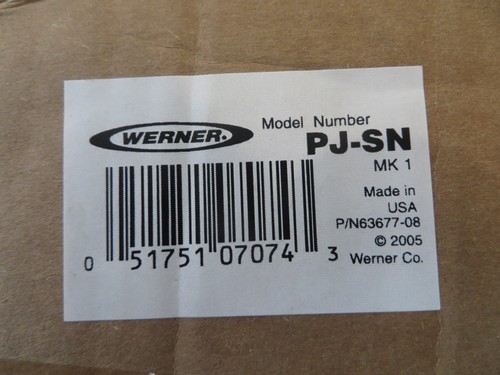 WERNER.
Model Number
PJ-SN
MK 1
Made in
USA
P/N63677-08
© 2005
Werner Co.
0 51751 07074 3